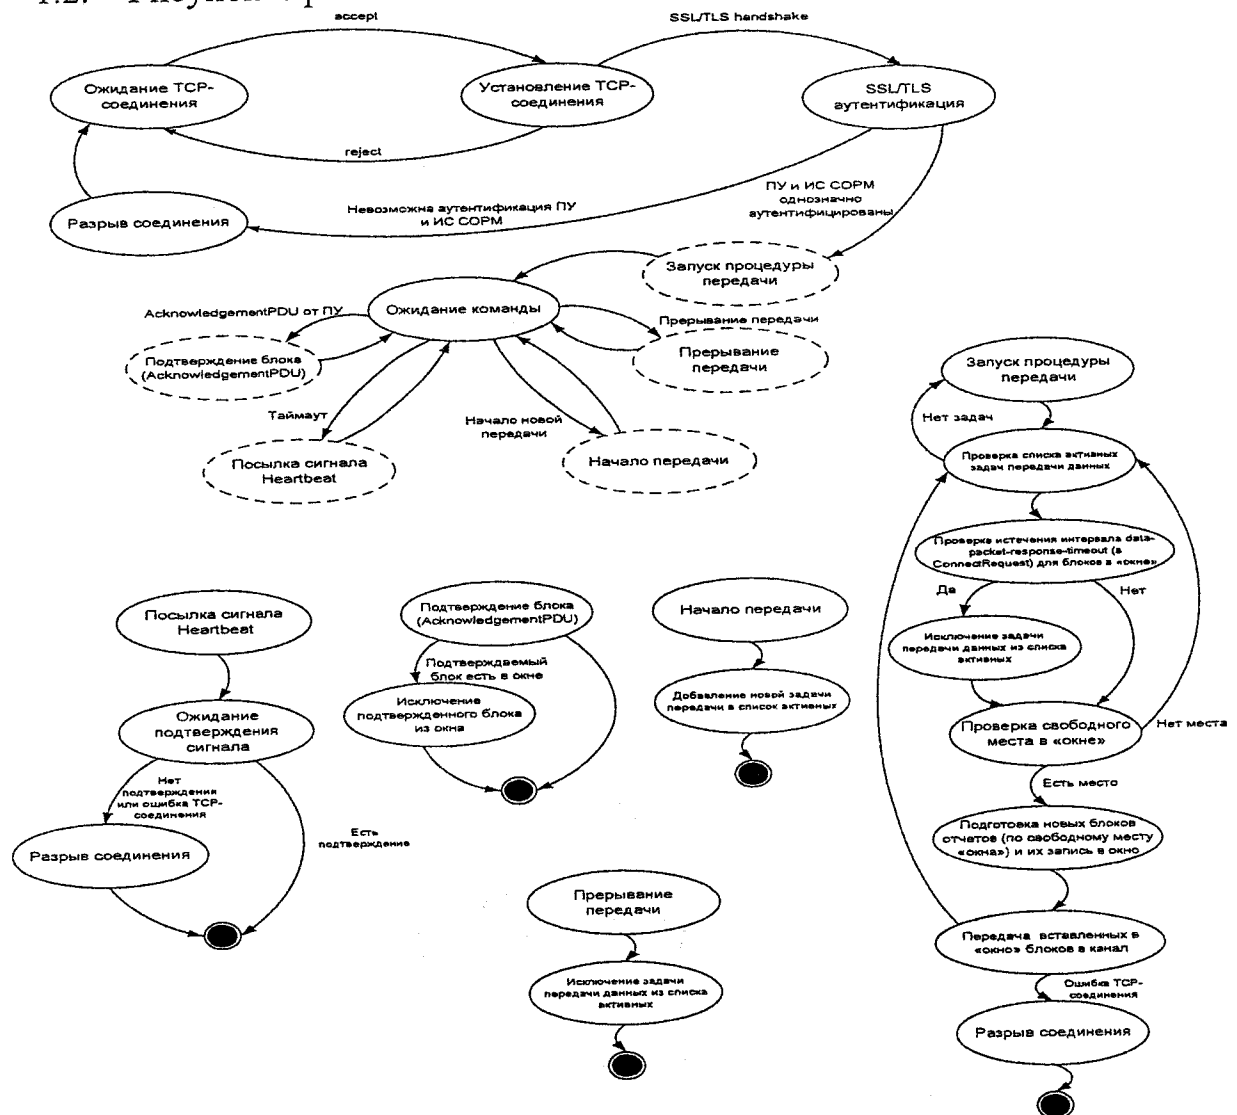 accept
SSL/TLS handshake
Ожидание TCP-
соединения
Установление TCP-
соединения
SSL/TLS
аутентификация
reject
Разрыв соединения
Невозможна аутентификация ПУ
и ИС СОРМ
ПУ и ИС СОРМ
однозначно
аутентифицированы
Запуск процедуры
передачи
Ожидание команды
AcknowledgementPDU от ПУ
Подтверждение блока
(AcknowledgementPDU)
Прерывание передачи
Прерывание
передачи
Таймаут
Посылка сигнала
Heartbeat
Начало новой
передачи
Начало передачи
Запуск процедуры
передачи
Нет задач
Проверка списка активных
задач передачи данных
Проверка истечения интервала data-
packet-response-timeout (в
ConnectRequest) для блоков в «окне»
Да
Нет
Исключение задачи
передачи данных из списка
активных
Проверка свободного
места в «окне»
Нет места
Есть место
Подготовка новых блоков
отчетов (по свободному месту
«окна») и их запись в окно
Передача вставленных в
«окно» блоков в канал
Ошибка TCP-
соединения
Разрыв соединения
Посылка сигнала
Heartbeat
Ожидание
подтверждения
сигнала
Нет
подтверждения
или ошибка TCP-
соединения
Есть
подтверждение
Разрыв соединения
Подтверждение блока
(AcknowledgementPDU)
Подтверждаемый
блок есть в окне
Исключение
подтвержденного блока
из окна
Начало передачи
Добавление новой задачи
передачи в список активных
Прерывание
передачи
Исключение задачи
передачи данных из списка
активных